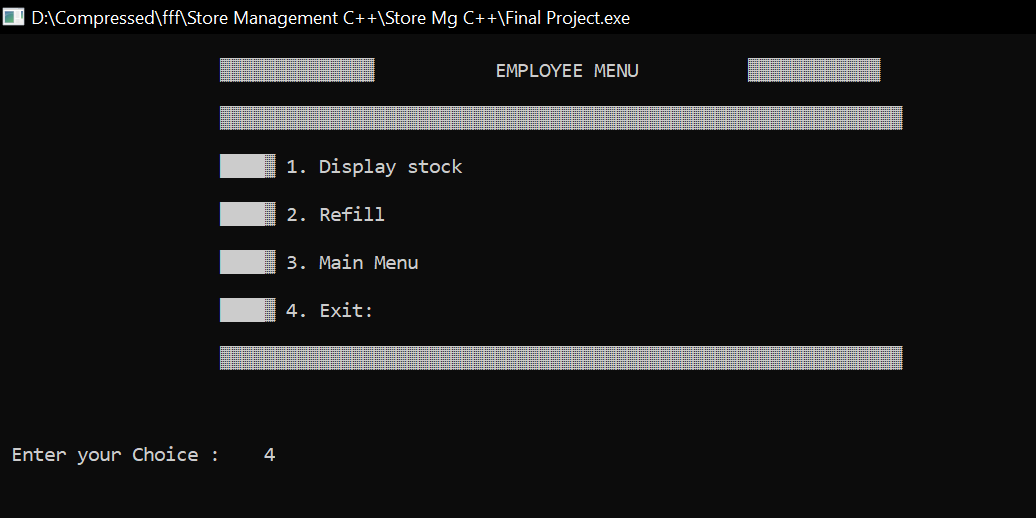 D:\Compressed\fff\Store Management C++\Store Mg C++\Final Project.exe
EMPLOYEE MENU
1. Display stock
2. Refill
3. Main Menu
4. Exit:
Enter your Choice : 4